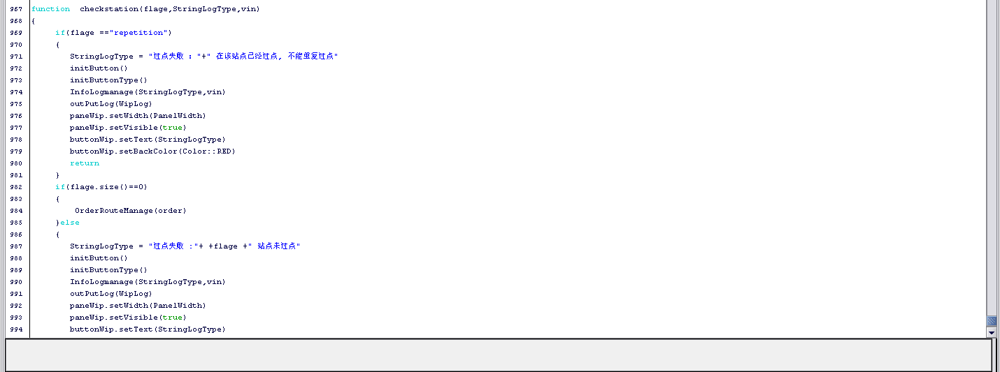 967 function  checkstation(flage,StringLogType,vin)
968 {
969 if(flage =="repetition")
970 {
971 StringLogType = "过点失败 : "+" 在该站点已经过点, 不能重复过点"
972 initButton()
973 initButtonType()
974 InfoLogmanage(StringLogType,vin)
975 outPutLog(WipLog)
976 paneWip.setWidth(PanelWidth)
977 paneWip.setVisible(true)
978 buttonWip.setText(StringLogType)
979 buttonWip.setBackColor(Color::RED)
980 return
981 }
982 if(flage.size()==0)
983 {
984 OrderRouteManage(order)
985 }else
986 {
987 StringLogType = "过点失败 :"+ +flage +" 站点未过点"
988 initButton()
989 initButtonType()
990 InfoLogmanage(StringLogType,vin)
991 outPutLog(WipLog)
992 paneWip.setWidth(PanelWidth)
993 paneWip.setVisible(true)
994 buttonWip.setText(StringLogType)